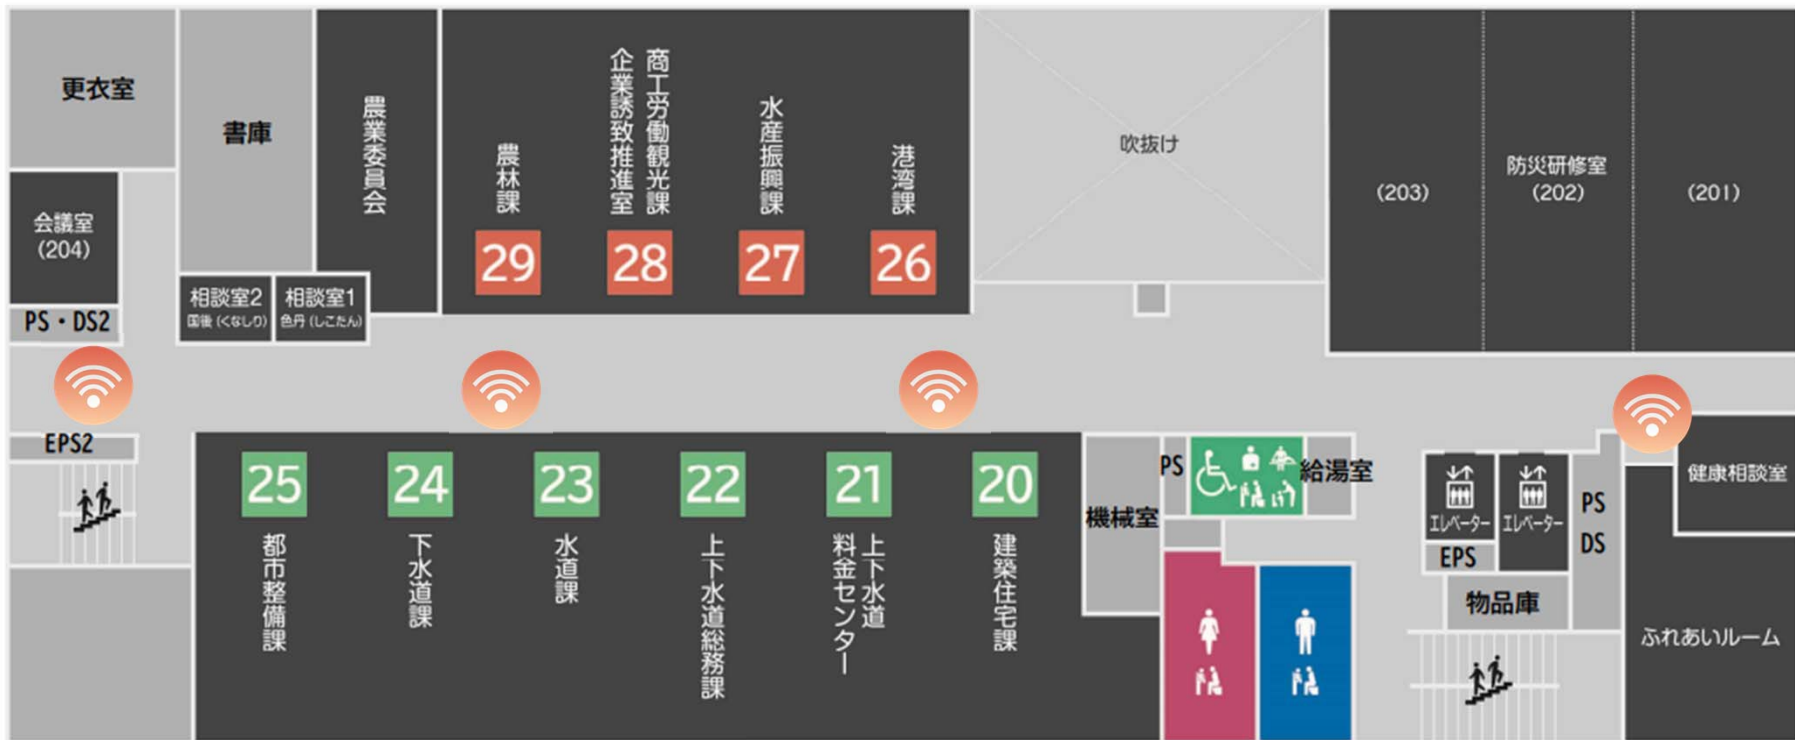 更衣室
書庫
農業委員会
農林課
29
商工労働観光課
企業誘致推進室
28
水産振興課
27
港湾課
26
吹抜け
(203)
防災研修室
(202)
(201)
会議室
(204)
PS・DS2
相談室2
国後(くなしり)
相談室1
色丹(しこたん)
EPS2
25
都市整備課
24
下水道課
23
水道課
22
上下水道総務課
21
上下水道
料金センター
20
建築住宅課
機械室
PS
給湯室
エレベーター
エレベーター
EPS
PS
DS
物品庫
健康相談室
ふれあいルーム